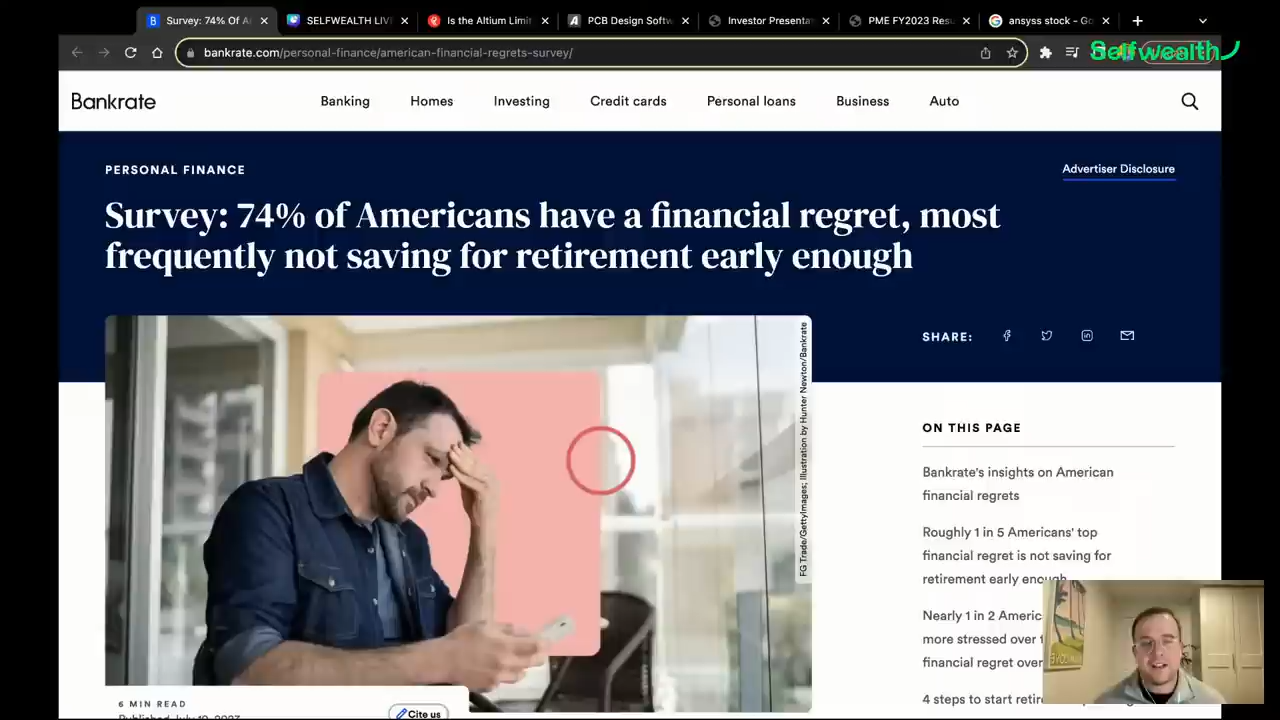 Survey: 74% Of A
SELFWEALTH LIV
Is the Altium Limi
PCB Design Softw
Investor Presenta
PME FY2023 Res
ansyss stock - Go
bankrate.com/personal-finance/american-financial-regrets-survey/
Selfwealth
Bankrate
Banking
Homes
Investing
Credit cards
Personal loans
Business
Auto
PERSONAL FINANCE
Advertiser Disclosure
Survey: 74% of Americans have a financial regret, most
frequently not saving for retirement early enough
SHARE:
FG Trade/GettyImages; Illustration by Hunter Newton/Bankrate
ON THIS PAGE
Bankrate's insights on American
financial regrets
Roughly 1 in 5 Americans' top
financial regret is not saving for
retirement early enough
Nearly 1 in 2 Americ
more stressed over t
financial regret over
4 steps to start retir
6 MIN READ
Published July 10, 2023
Cite us